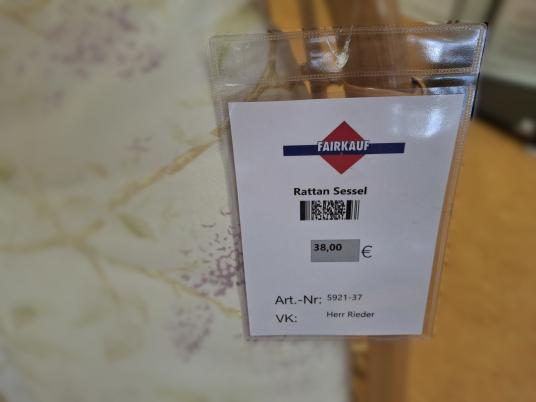 FAIRKAUF
Rattan Sessel
38,00 €
Art.-Nr: 5921-37
VK: Herr Rieder